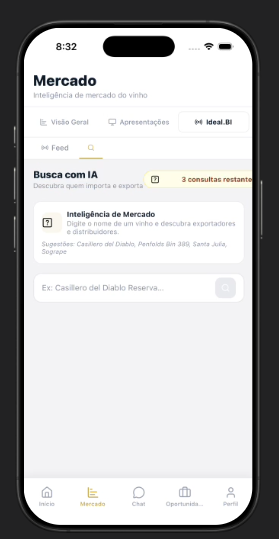 8:32
Mercado
Inteligência de mercado do vinho
Visão Geral
Apresentações
Ideal.BI
Feed
Busca com IA
Descubra quem importa e exporta
3 consultas restante
Inteligência de Mercado
Digite o nome de um vinho e descubra exportadores
e distribuidores.
Sugestões: Casillero del Diablo, Penfolds Bin 389, Santa Julia,
Sogrape
Ex: Casillero del Diablo Reserva...
Início
Mercado
Chat
Oportunida...
Perfil